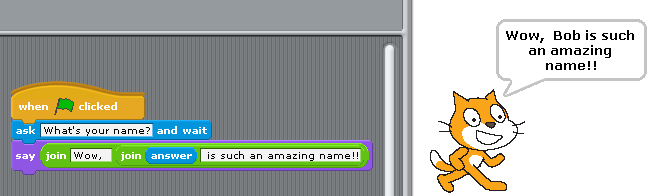 when clicked
ask What's your name? and wait
say join Wow, join answer is such an amazing name!!
Wow, Bob is such
an amazing
name!!